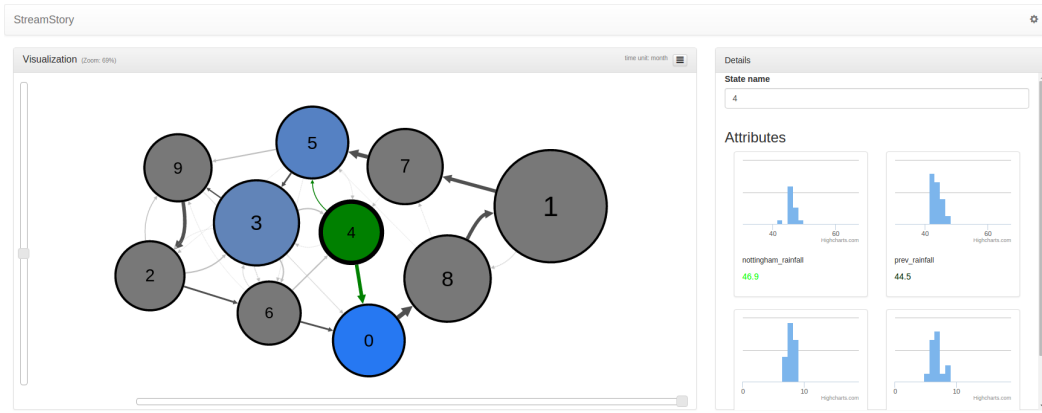 StreamStory
Visualization (Zoom: 69%)
time unit: month
Details
State name
4
Attributes
5
9
7
1
3
4
2
8
6
0
40 60
Highcharts.com
nottingham_rainfall
46.9
40 60
Highcharts.com
prev_rainfall
44.5
0 10
Highcharts.com
0 10
Highcharts.com